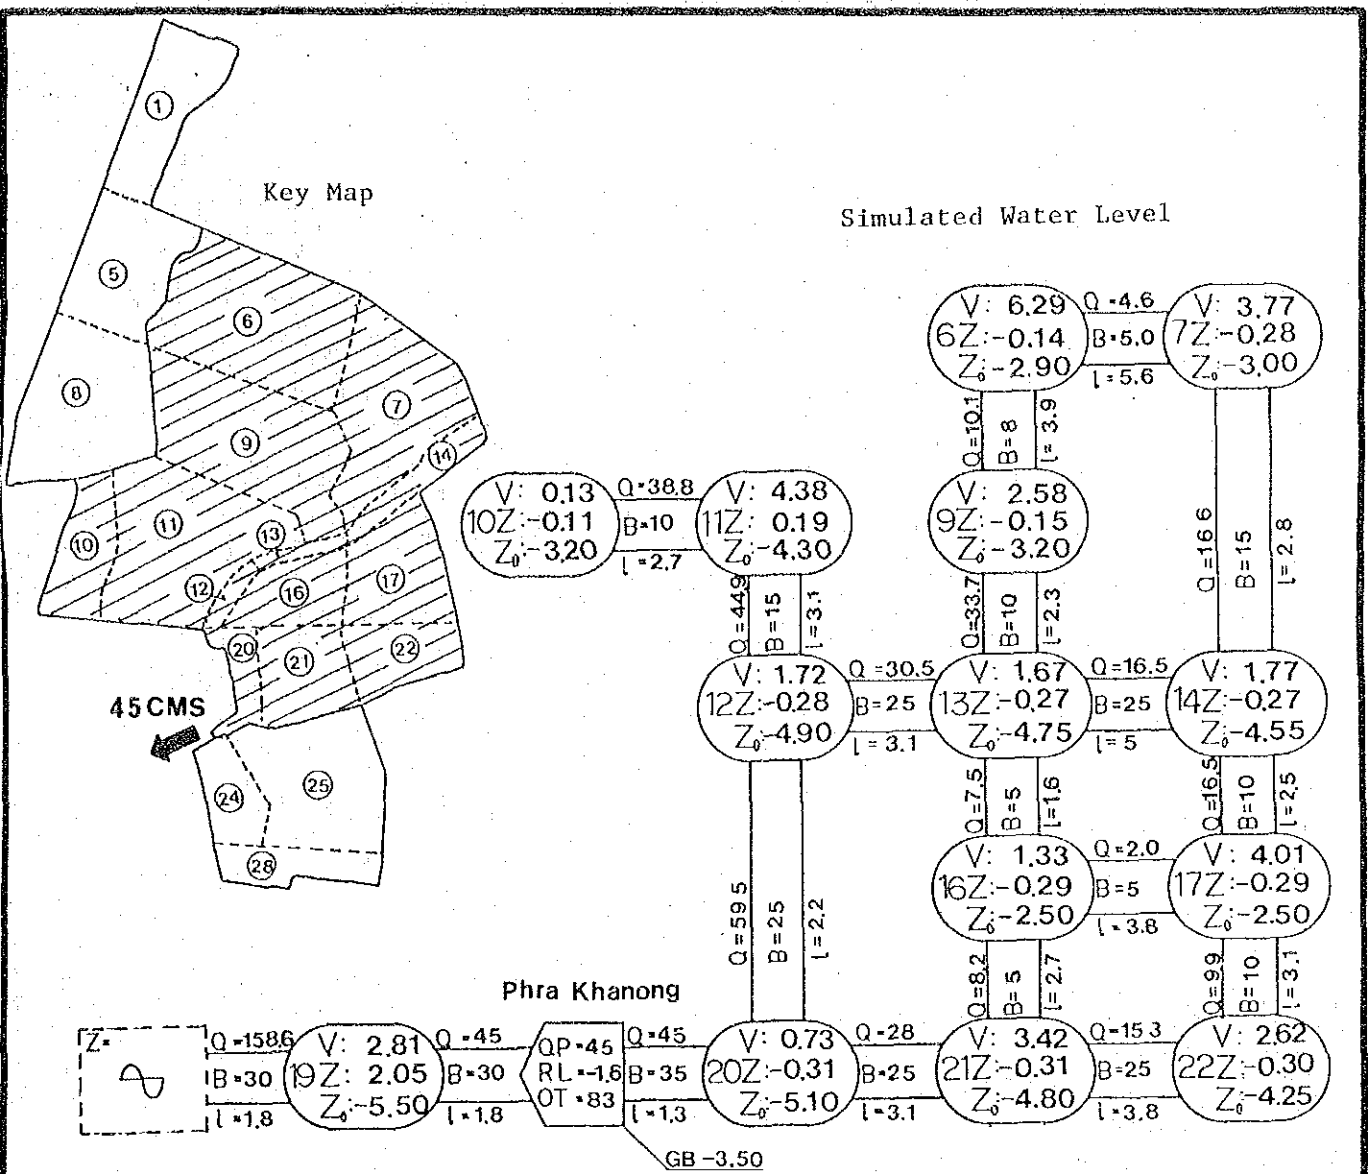 Key Map
Simulated Water Level
1
5
6
8
7
9
14
10
11
13
12
16
17
20
21
22
45 CMS
24
25
28
V: 6.29
6Z:-0.14
Z₀:-2.90
Q=4.6
B=5.0
l=5.6
V: 3.77
7Z:-0.28
Z₀:-3.00
Q=10.1
B=8
l=3.9
Q=16.6
B=15
l=2.8
V: 0.13
10Z:-0.11
Z₀:-3.20
Q=38.8
B=10
l=2.7
V: 4.38
11Z: 0.19
Z₀:-4.30
V: 2.58
9Z:-0.15
Z₀:-3.20
Q=44.9
B=15
l=3.1
Q=33.7
B=10
l=2.3
V: 1.72
12Z:-0.28
Z₀:-4.90
Q=30.5
B=25
l=3.1
V: 1.67
13Z:-0.27
Z₀:-4.75
Q=16.5
B=25
l=5
V: 1.77
14Z:-0.27
Z₀:-4.55
Q=7.5
B=5
l=1.6
Q=16.5
B=10
l=2.5
V: 1.33
16Z:-0.29
Z₀:-2.50
Q=2.0
B=5
l=3.8
V: 4.01
17Z:-0.29
Z₀:-2.50
Q=59.5
B=25
l=2.2
Q=8.2
B=5
l=2.7
Q=9.9
B=10
l=3.1
Phra Khanong
Z=
Q=158.6
B=30
l=1.8
V: 2.81
19Z: 2.05
Z₀:-5.50
Q=45
B=30
l=1.8
QP=45
RL=-1.6
OT=83
Q=45
B=35
l=1.3
V: 0.73
20Z:-0.31
Z₀:-5.10
Q=28
B=25
l=3.1
V: 3.42
21Z:-0.31
Z₀:-4.80
Q=15.3
B=25
l=3.8
V: 2.62
22Z:-0.30
Z₀:-4.25
GB -3.50